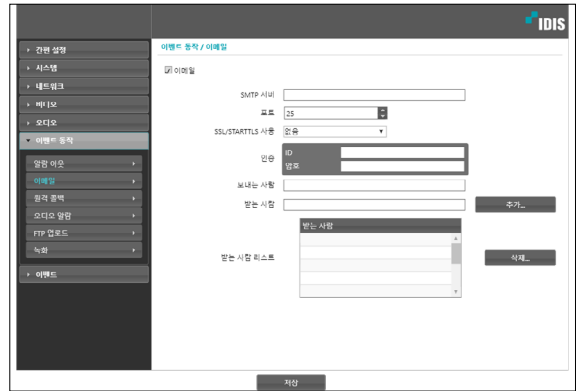 IDIS
간편 설정
시스템
네트워크
비디오
오디오
이벤트 동작
알람 아웃
이메일
원격 콜백
오디오 알람
FTP 업로드
녹화
이벤트
이벤트 동작 / 이메일
이메일
SMTP 서버
포트 25
SSL/STARTTLS 사용 없음
인증 ID
암호
보내는 사람
받는 사람 추가...
받는 사람
받는 사람 리스트 삭제...
저장